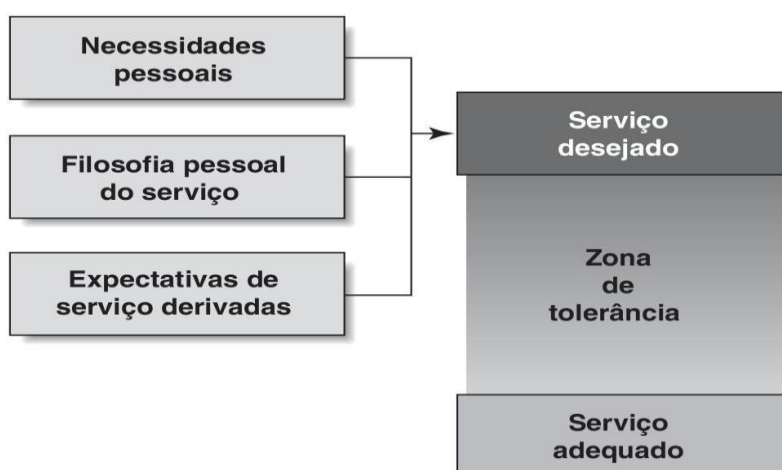 Necessidades
pessoais
Filosofia pessoal
do serviço
Expectativas de
serviço derivadas
Serviço
desejado
Zona
de
tolerância
Serviço
adequado